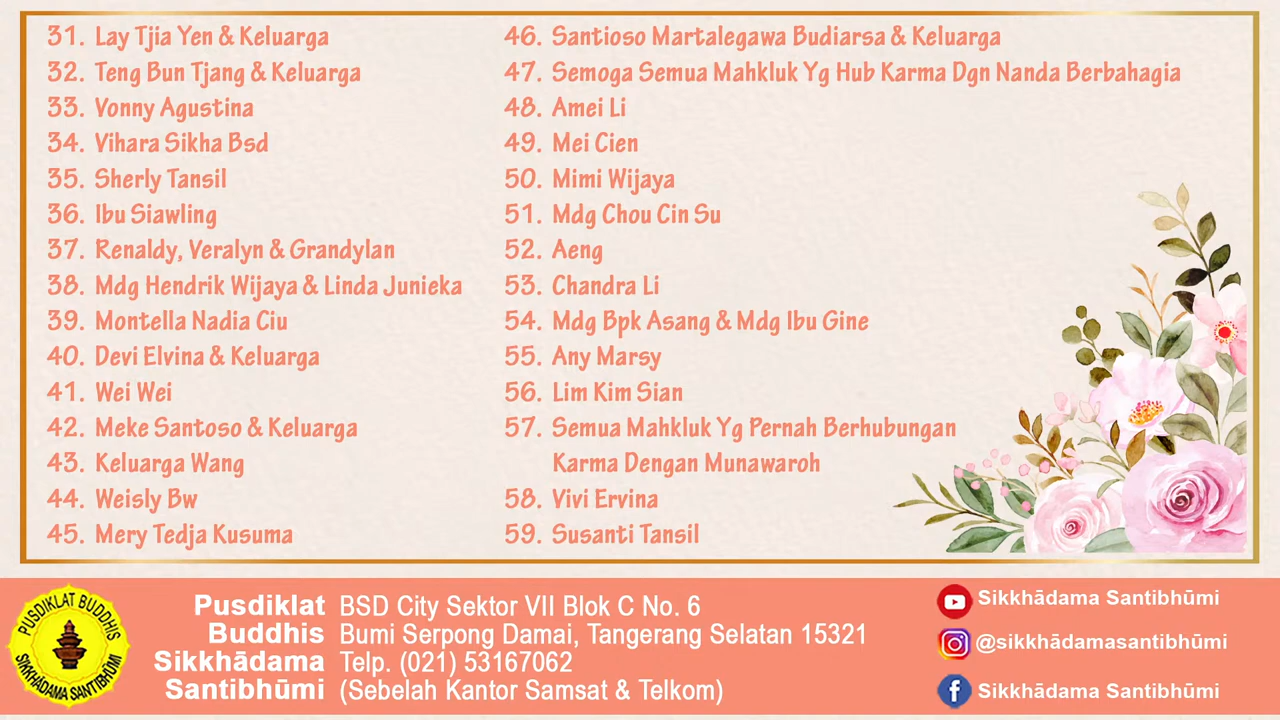 31. Lay Tjia Yen & Keluarga
32. Teng Bun Tjang & Keluarga
33. Vonny Agustina
34. Vihara Sikha Bsd
35. Sherly Tansil
36. Ibu Siawling
37. Renaldy, Veralyn & Grandylan
38. Mdg Hendrik Wijaya & Linda Junieka
39. Montella Nadia Ciu
40. Devi Elvina & Keluarga
41. Wei Wei
42. Meke Santoso & Keluarga
43. Keluarga Wang
44. Weisly Bw
45. Mery Tedja Kusuma
46. Santioso Martalegawa Budiarsa & Keluarga
47. Semoga Semua Mahkluk Yg Hub Karma Dgn Nanda Berbahagia
48. Amei Li
49. Mei Cien
50. Mimi Wijaya
51. Mdg Chou Cin Su
52. Aeng
53. Chandra Li
54. Mdg Bpk Asang & Mdg Ibu Gine
55. Any Marsy
56. Lim Kim Sian
57. Semua Mahkluk Yg Pernah Berhubungan
Karma Dengan Munawaroh
58. Vivi Ervina
59. Susanti Tansil
PUSDIKLAT BUDDHIS
SIKKHĀDAMA SANTIBHŪMI
Pusdiklat
Buddhis
Sikkhādama
Santibhūmi
BSD City Sektor VII Blok C No. 6
Bumi Serpong Damai, Tangerang Selatan 15321
Telp. (021) 53167062
(Sebelah Kantor Samsat & Telkom)
Sikkhādama Santibhūmi
@sikkhādamasantibhūmi
Sikkhādama Santibhūmi